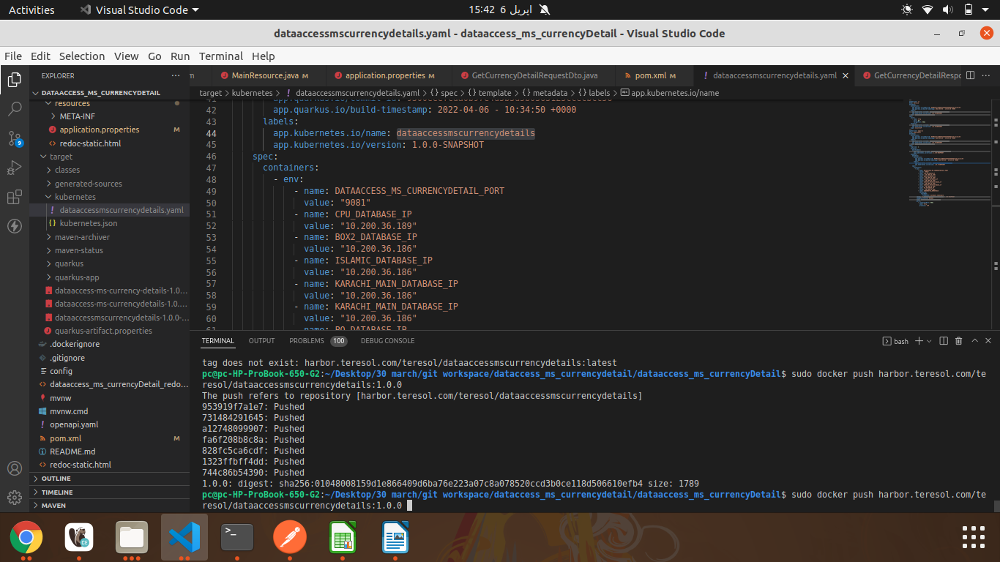 Activities
Visual Studio Code
15:42 6 اپریل
dataaccessmscurrencydetails.yaml - dataaccess_ms_currencyDetail - Visual Studio Code
File Edit Selection View Go Run Terminal Help
EXPLORER
DATAACCESS_MS_CURRENCYDETAIL
resources
META-INF
application.properties M
redoc-static.html
target
classes
generated-sources
kubernetes
dataaccessmscurrencydetails.yaml
kubernetes.json
maven-archiver
maven-status
quarkus
quarkus-app
dataaccess-ms-currency-details-1.0...
dataaccess-ms-currencydetails-1.0....
dataaccessmscurrencydetails-1.0.0-...
quarkus-artifact.properties
.dockerignore
.gitignore
config
dataaccess_ms_currencyDetail_redo...
mvnw
mvnw.cmd
openapi.yaml
pom.xml M
README.md
redoc-static.html
OUTLINE
TIMELINE
MAVEN
9
m MainResource.java M application.properties M GetCurrencyDetailRequestDto.java pom.xml M dataaccessmscurrencydetails.yaml GetCurrencyDetailRespo
target > kubernetes > ! dataaccessmscurrencydetails.yaml > {} spec > {} template > {} metadata > {} labels > app.kubernetes.io/name
42 app.quarkus.io/build-timestamp: 2022-04-06 - 10:34:50 +0000
43 labels:
44 app.kubernetes.io/name: dataaccessmscurrencydetails
45 app.kubernetes.io/version: 1.0.0-SNAPSHOT
46 spec:
47 containers:
48 - env:
49 - name: DATAACCESS_MS_CURRENCYDETAIL_PORT
50 value: "9081"
51 - name: CPU_DATABASE_IP
52 value: "10.200.36.189"
53 - name: BOX2_DATABASE_IP
54 value: "10.200.36.186"
55 - name: ISLAMIC_DATABASE_IP
56 value: "10.200.36.186"
57 - name: KARACHI_MAIN_DATABASE_IP
58 value: "10.200.36.186"
59 - name: KARACHI_MAIN_DATABASE_IP
60 value: "10.200.36.186"
TERMINAL OUTPUT PROBLEMS 100 DEBUG CONSOLE
bash
tag does not exist: harbor.teresol.com/teresol/dataaccessmscurrencydetails:latest
pc@pc-HP-ProBook-650-G2:~/Desktop/30 march/git workspace/dataccess_ms_currencydetail/dataaccess_ms_currencyDetail$ sudo docker push harbor.teresol.com/te
resol/dataaccessmscurrencydetails:1.0.0
The push refers to repository [harbor.teresol.com/teresol/dataaccessmscurrencydetails]
953919f7a1e7: Pushed
731484291645: Pushed
a12748099907: Pushed
fa6f208b8c8a: Pushed
828fc5ca6cdf: Pushed
1323ffbff4dd: Pushed
744c86b54390: Pushed
1.0.0: digest: sha256:01048008159d1e866409d6ba76e223a07c8a078520ccd3b0ce118d506610efb4 size: 1789
pc@pc-HP-ProBook-650-G2:~/Desktop/30 march/git workspace/dataccess_ms_currencydetail/dataaccess_ms_currencyDetail$ sudo docker push harbor.teresol.com/te
resol/dataaccessmscurrencydetails:1.0.0